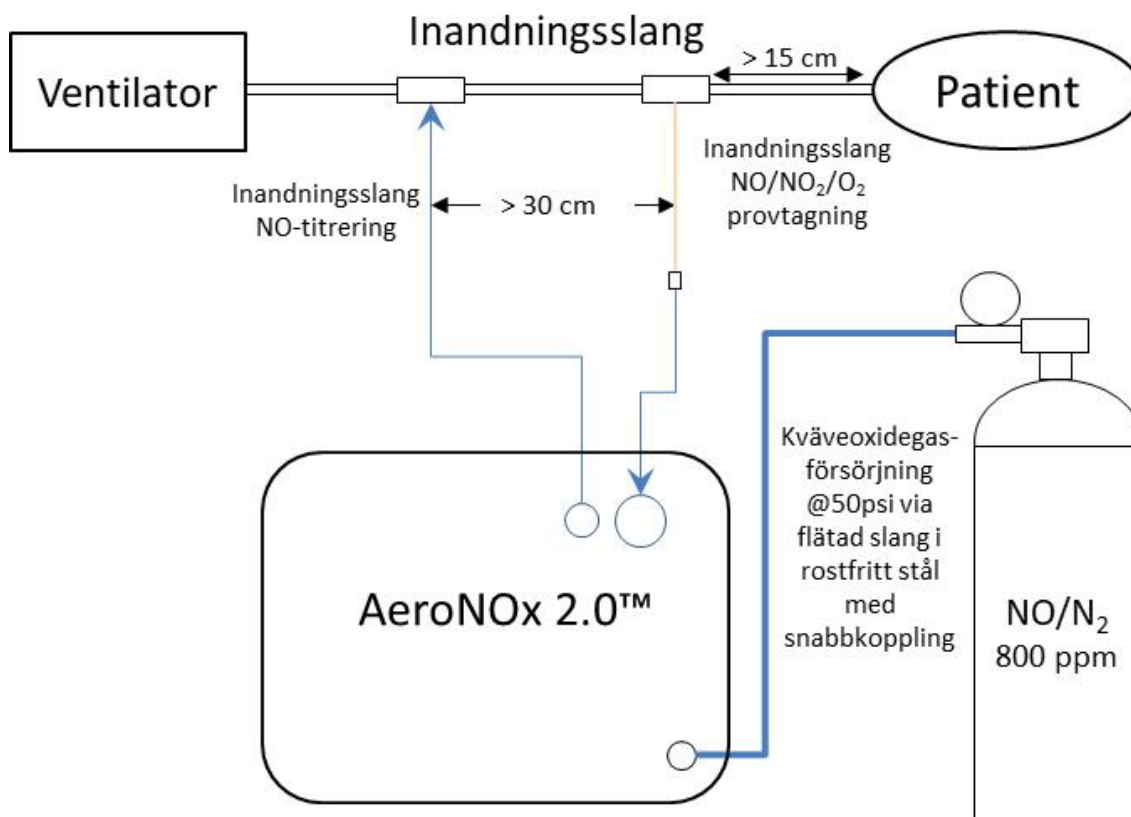 Inandningsslang
Ventilator
> 15 cm
Patient
Inandningsslang
NO-titrering
> 30 cm
Inandningsslang
NO/NO₂/O₂
provtagning
Kväveoxidegas-
försörjning
@50psi via
flätad slang i
rostfritt stål
med
snabbkoppling
AeroNOx 2.0™
NO/N₂
800 ppm